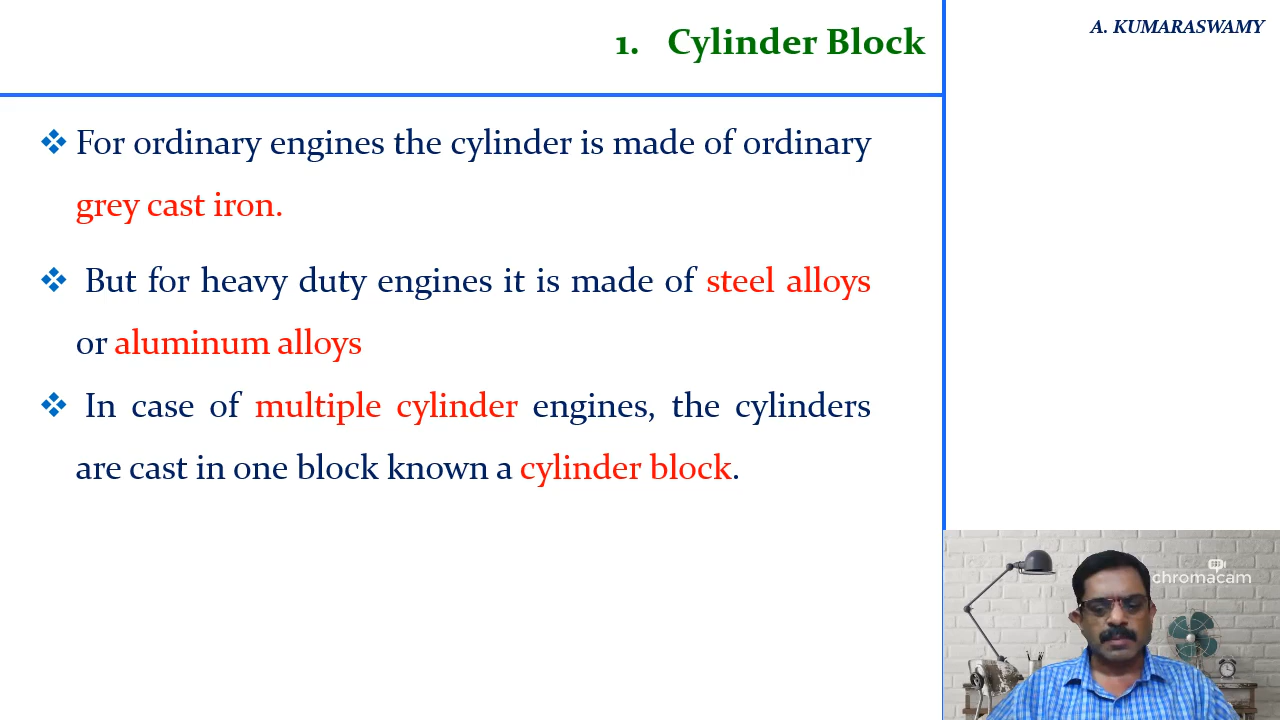 1. Cylinder Block
A. KUMARASWAMY
❖ For ordinary engines the cylinder is made of ordinary
grey cast iron.
❖ But for heavy duty engines it is made of steel alloys
or aluminum alloys
❖ In case of multiple cylinder engines, the cylinders
are cast in one block known a cylinder block.
chromacam